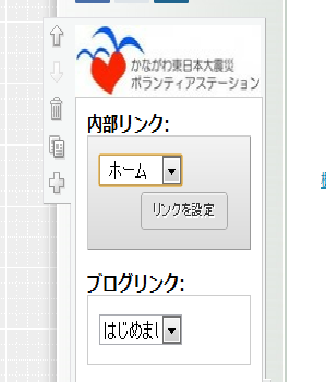 かながわ東日本大震災
ボランティアステーション
内部リンク:
ホーム
リンクを設定
ブログリンク:
はじめまし